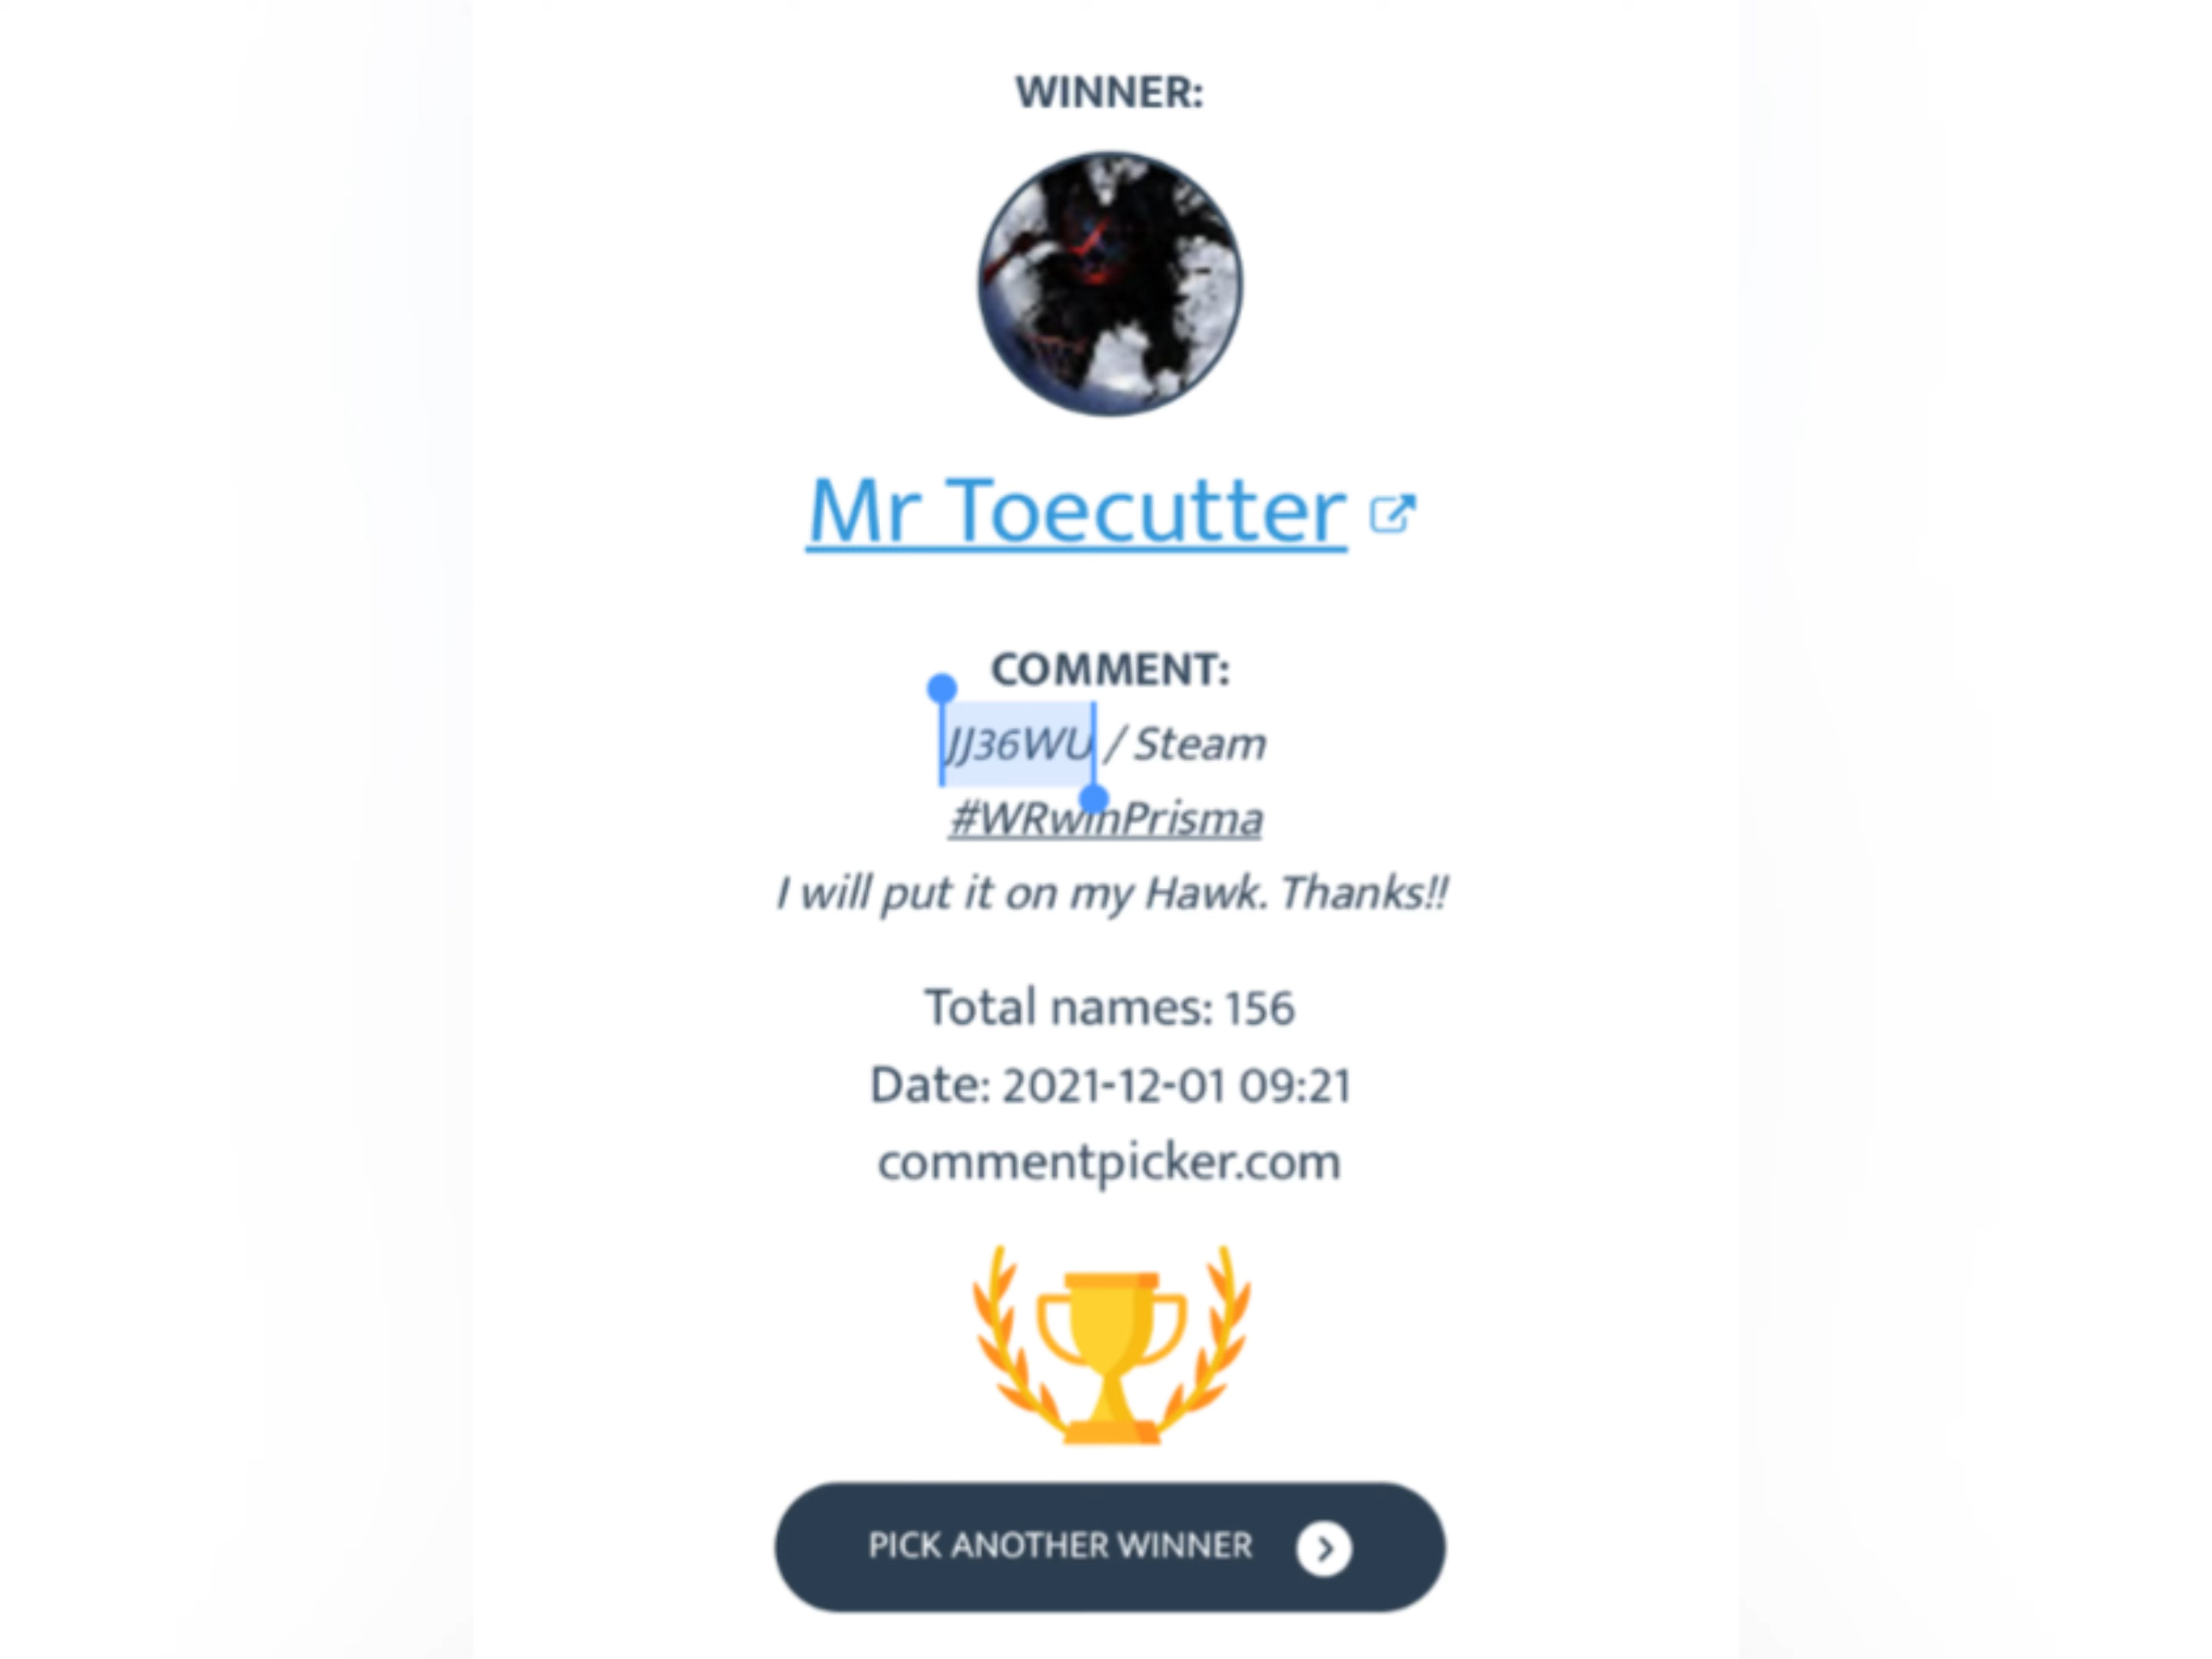 WINNER:
Mr Toecutter
COMMENT:
JJ36WU / Steam
#WRwinPrisma
I will put it on my Hawk. Thanks!!
Total names: 156
Date: 2021-12-01 09:21
commentpicker.com
PICK ANOTHER WINNER